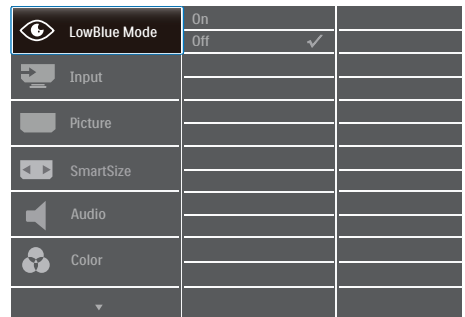 LowBlue Mode
On
Off
Input
Picture
SmartSize
Audio
Color